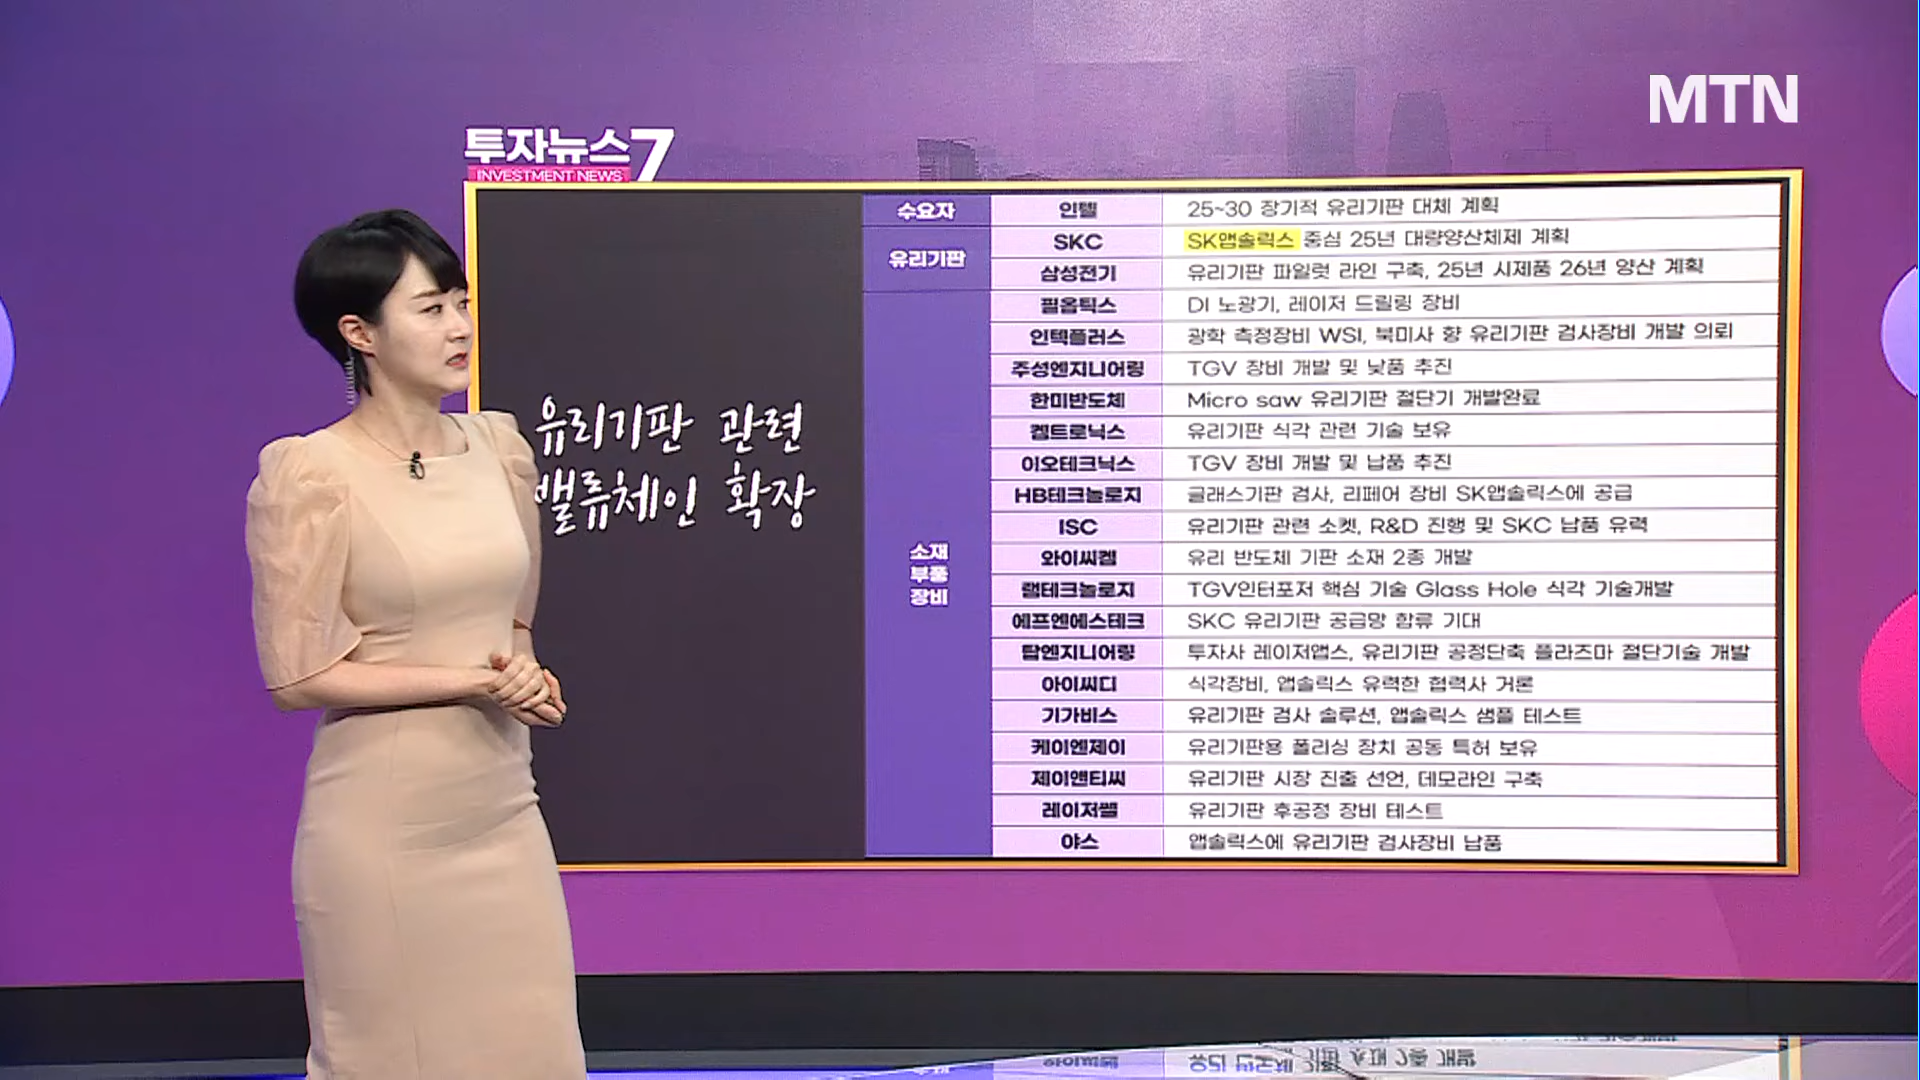 MTN
투자뉴스7
INVESTMENT NEWS
유리기판 관련
밸류체인 확장
수요자 인텔 25~30 장기적 유리기판 대체 계획
유리기판 SKC SK앱솔릭스 중심 25년 대량양산체제 계획
삼성전기 유리기판 파일럿 라인 구축, 25년 시제품 26년 양산 계획
소재 부품 장비
필옵틱스 DI 노광기, 레이저 드릴링 장비
인텍플러스 광학 측정장비 WSI, 북미사 향 유리기판 검사장비 개발 의뢰
주성엔지니어링 TGV 장비 개발 및 납품 추진
한미반도체 Micro saw 유리기판 절단기 개발완료
켐트로닉스 유리기판 식각 관련 기술 보유
이오테크닉스 TGV 장비 개발 및 납품 추진
HB테크놀로지 글래스기판 검사, 리페어 장비 SK앱솔릭스에 공급
ISC 유리기판 관련 소켓, R&D 진행 및 SKC 납품 유력
와이씨켐 유리 반도체 기판 소재 2종 개발
램테크놀로지 TGV인터포저 핵심 기술 Glass Hole 식각 기술개발
에프엔에스테크 SKC 유리기판 공급망 합류 기대
탑엔지니어링 투자사 레이저앱스, 유리기판 공정단축 플라즈마 절단기술 개발
아이씨디 식각장비, 앱솔릭스 유력한 협력사 거론
기가비스 유리기판 검사 솔루션, 앱솔릭스 샘플 테스트
케이엔제이 유리기판용 폴리싱 장치 공동 특허 보유
제이앤티씨 유리기판 시장 진출 선언, 데모라인 구축
레이저쎌 유리기판 후공정 장비 테스트
야스 앱솔릭스에 유리기판 검사장비 납품